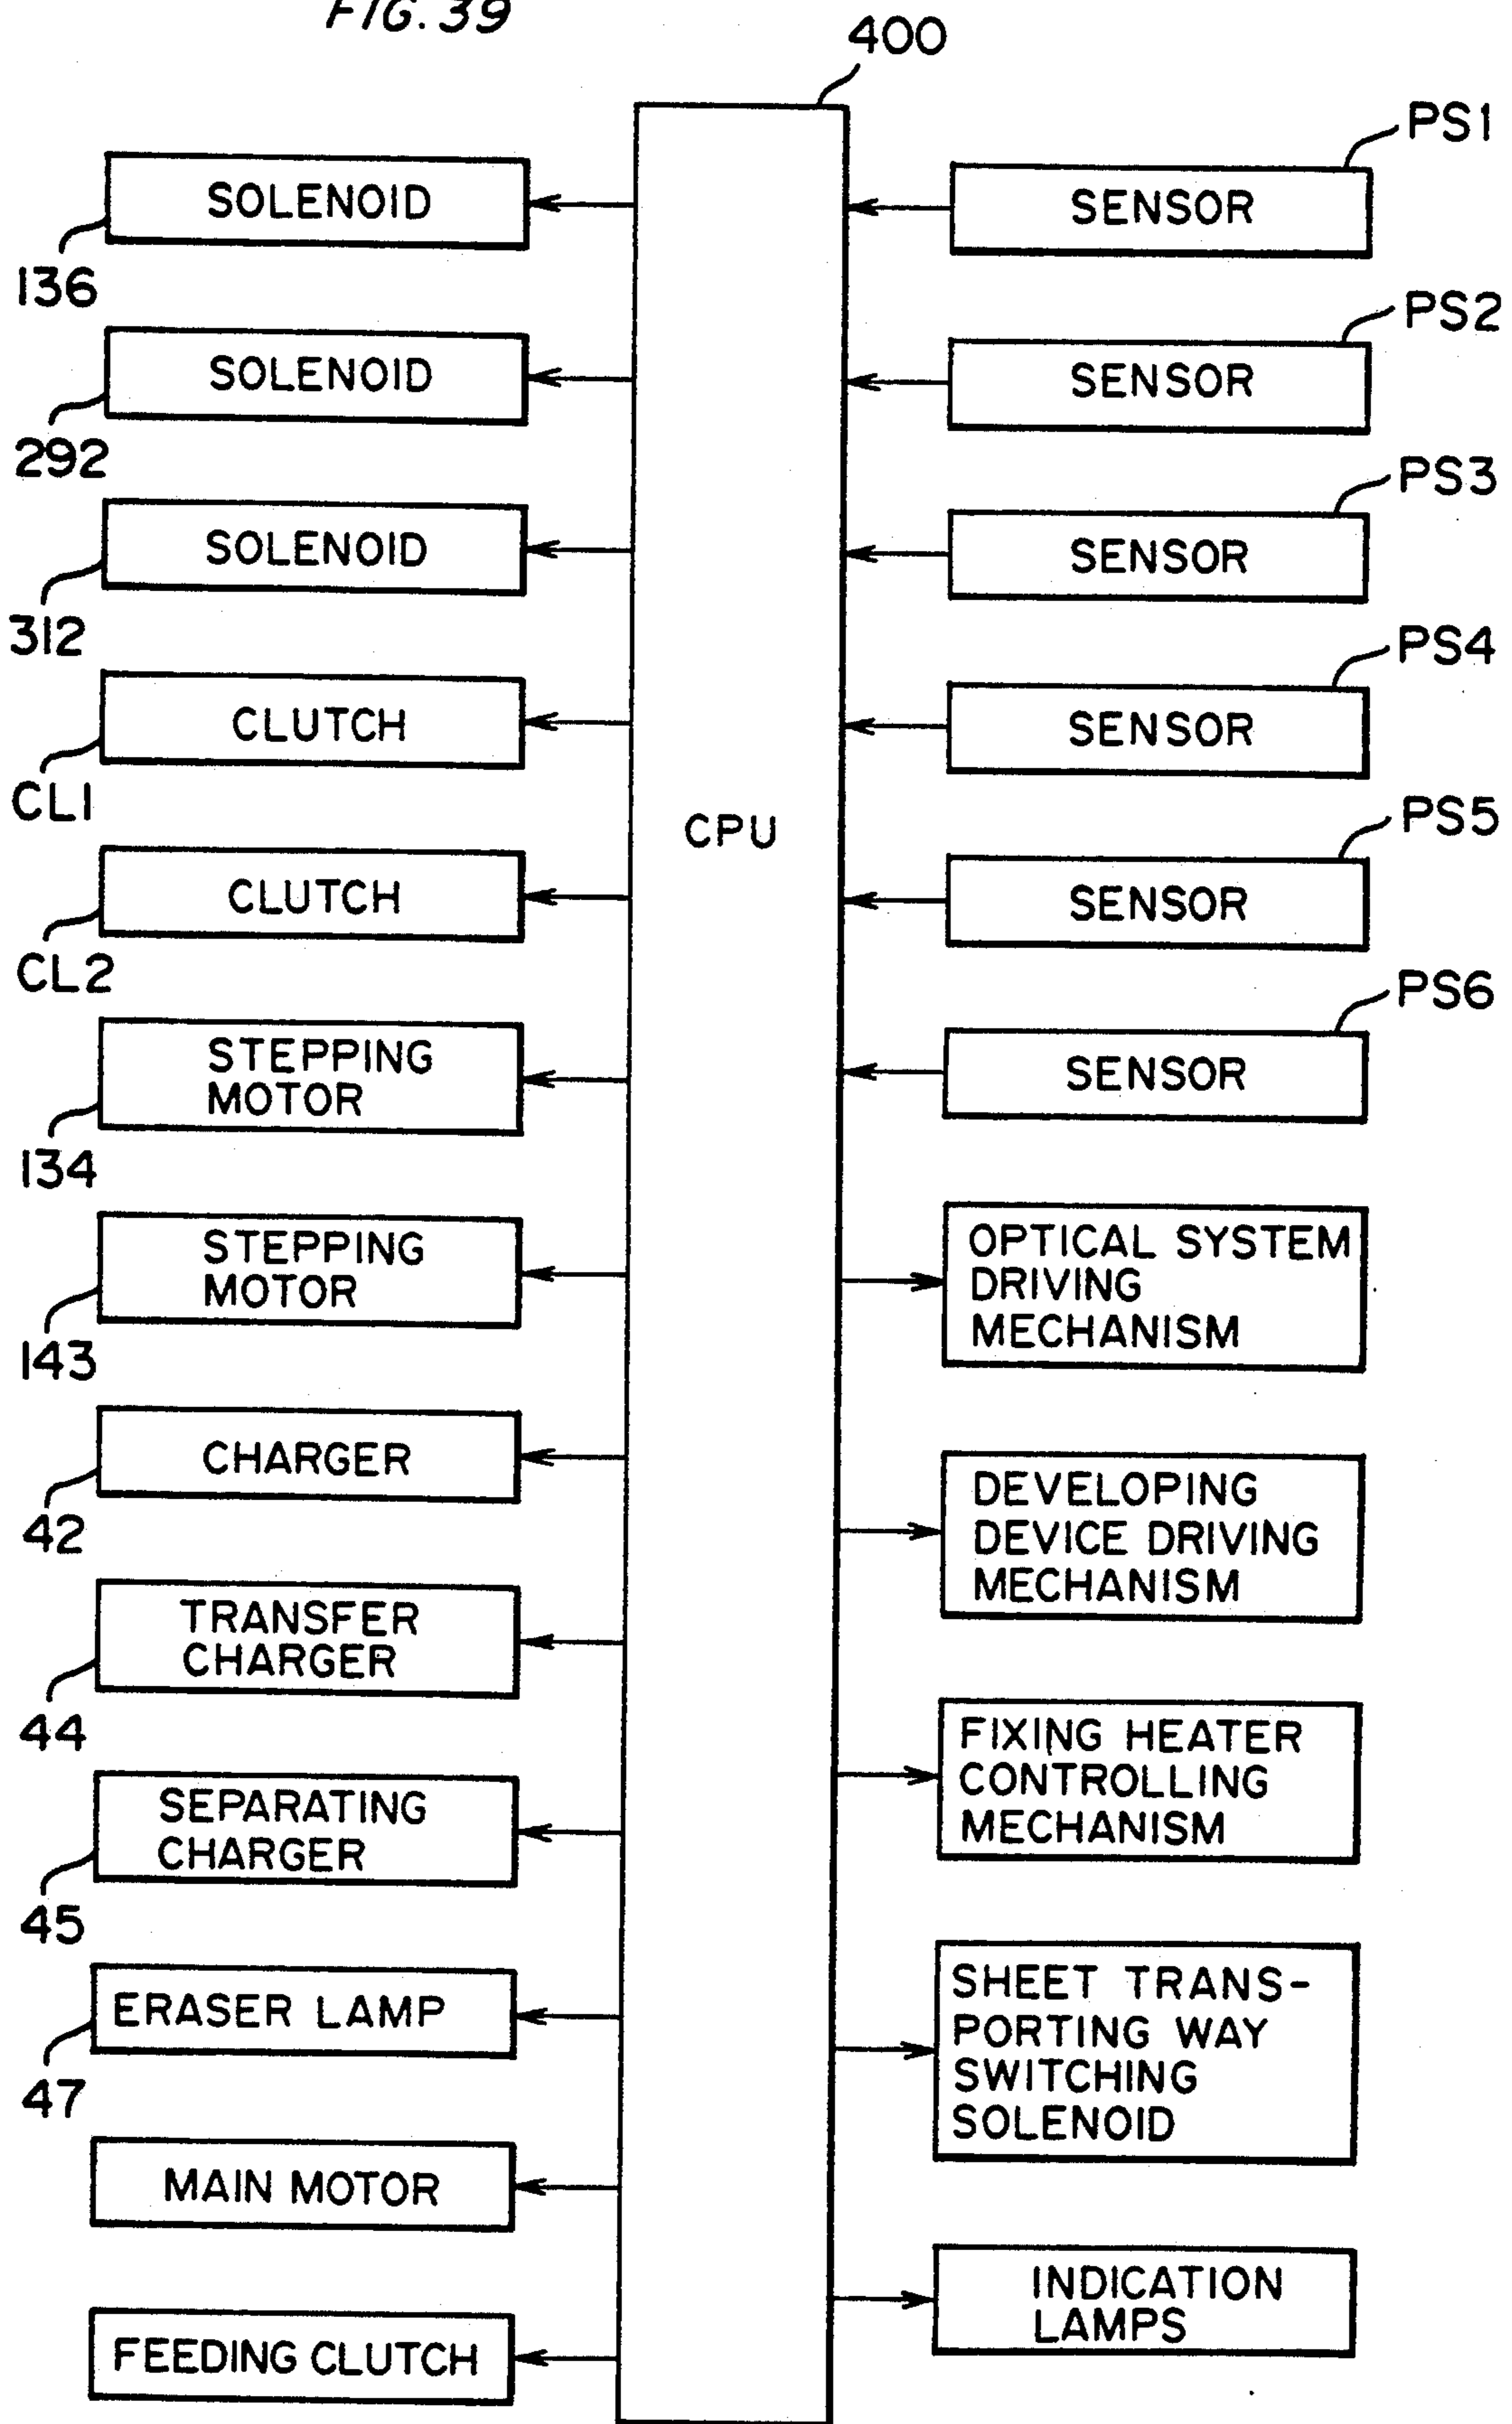 FIG. 39
400
SOLENOID
136
SOLENOID
292
SOLENOID
312
CLUTCH
CL1
CLUTCH
CL2
STEPPING
MOTOR
134
STEPPING
MOTOR
143
CHARGER
42
TRANSFER
CHARGER
44
SEPARATING
CHARGER
45
ERASER LAMP
47
MAIN MOTOR
FEEDING CLUTCH
CPU
PS1
SENSOR
PS2
SENSOR
PS3
SENSOR
PS4
SENSOR
PS5
SENSOR
PS6
SENSOR
OPTICAL SYSTEM
DRIVING
MECHANISM
DEVELOPING
DEVICE DRIVING
MECHANISM
FIXING HEATER
CONTROLLING
MECHANISM
SHEET TRANS-
PORTING WAY
SWITCHING
SOLENOID
INDICATION
LAMPS